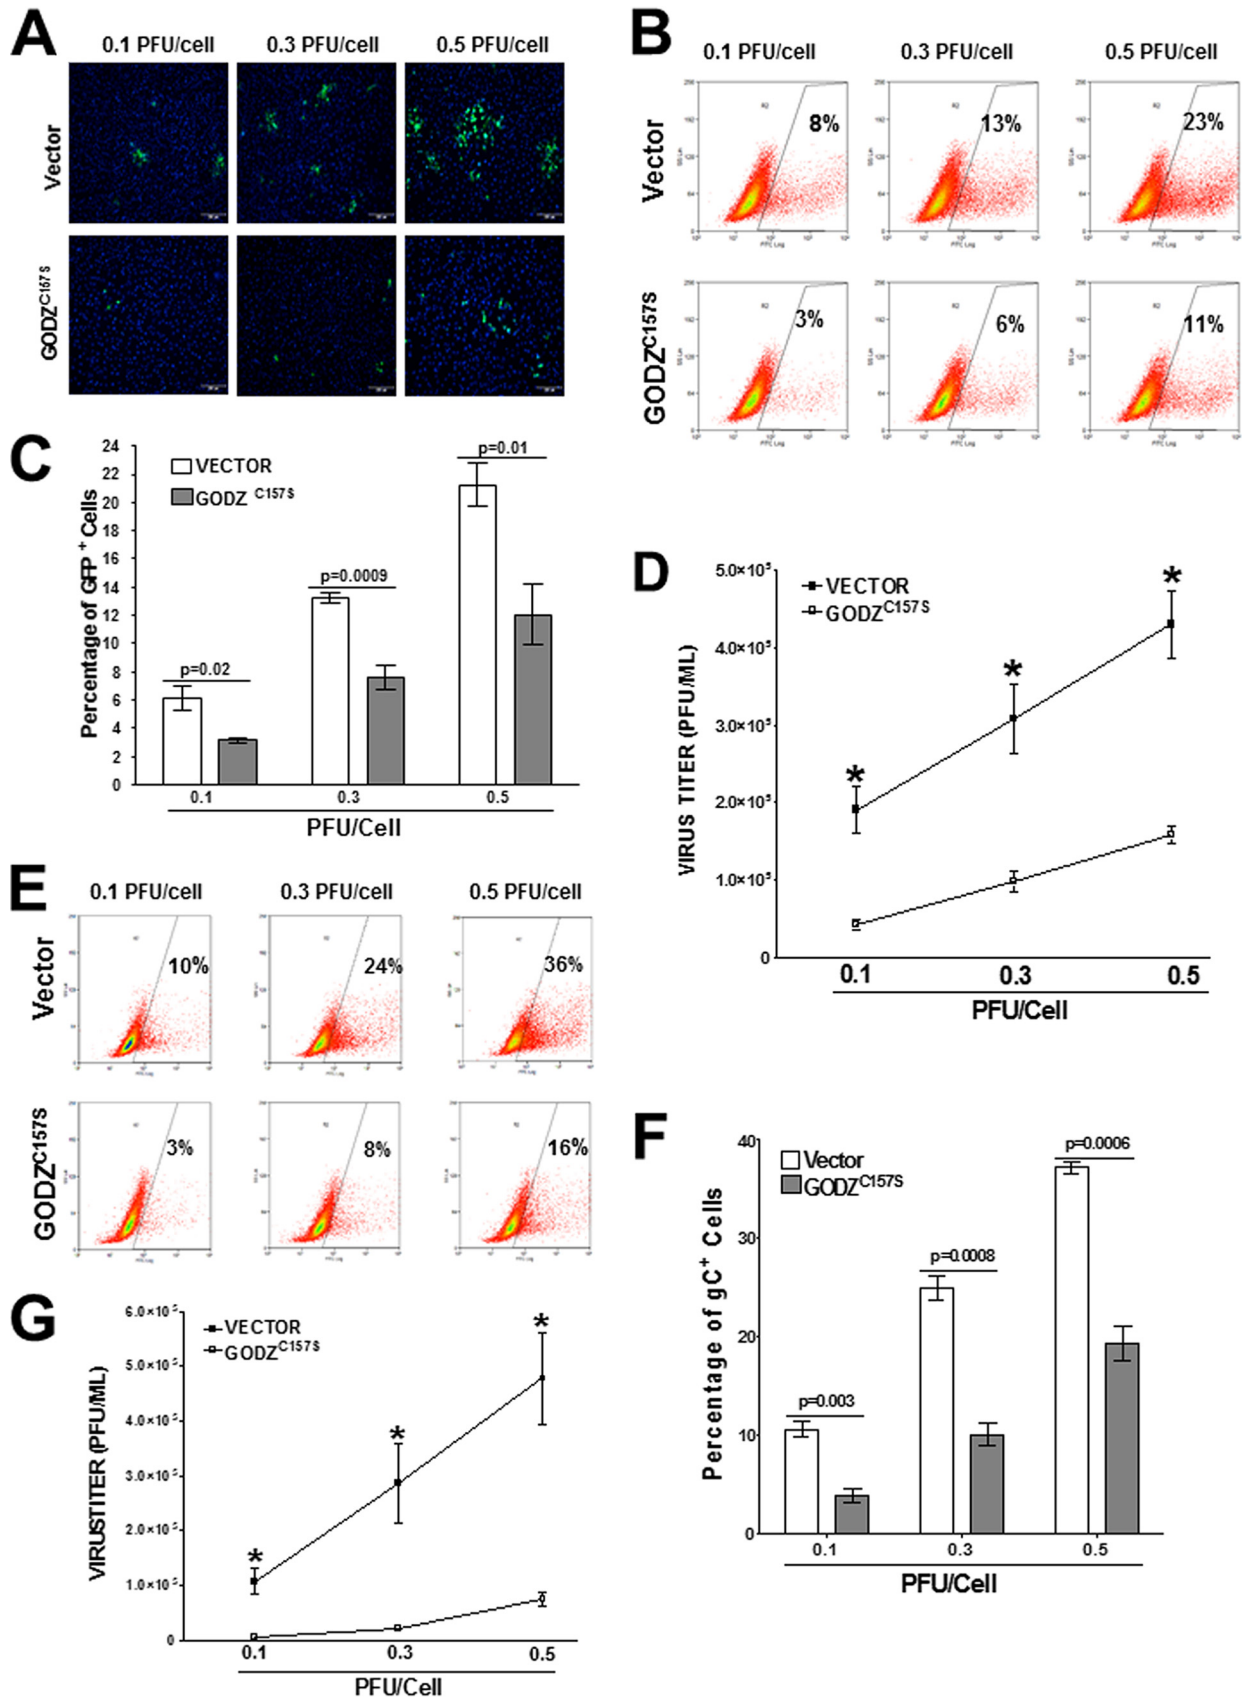 A
0.1 PFU/cell 0.3 PFU/cell 0.5 PFU/cell
Vector
GODZ^C157S
B
0.1 PFU/cell 0.3 PFU/cell 0.5 PFU/cell
Vector
8% 13% 23%
GODZ^C157S
3% 6% 11%
C
Percentage of GFP^+ Cells
24
22
20
18
16
14
12
10
8
6
4
2
0
VECTOR
GODZ^C157S
p=0.02
p=0.0009
p=0.01
0.1 0.3 0.5
PFU/Cell
D
VIRUS TITER (PFU/ML)
VECTOR
GODZ^C157S
* * *
0.1 0.3 0.5
PFU/Cell
E
0.1 PFU/cell 0.3 PFU/cell 0.5 PFU/cell
Vector
10% 24% 36%
GODZ^C157S
3% 8% 16%
F
Percentage of gC^+ Cells
40
30
20
10
0
Vector
GODZ^C157S
p=0.003
p=0.0008
p=0.0006
0.1 0.3 0.5
PFU/Cell
G
VIRUSTITER (PFU/ML)
6.0×10^5
5.0×10^5
4.0×10^5
3.0×10^5
2.0×10^5
1.0×10^5
0
VECTOR
GODZ^C157S
* * *
0.1 0.3 0.5
PFU/Cell